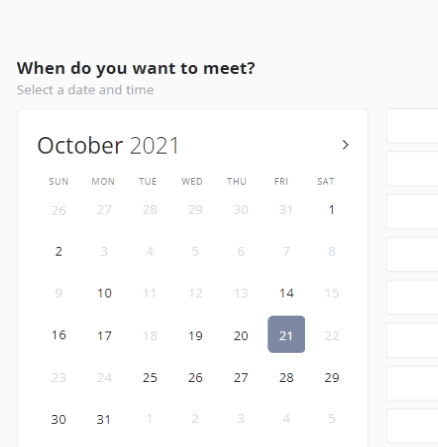 When do you want to meet?
Select a date and time
October 2021
SUN MON TUE WED THU FRI SAT
26 27 28 29 30 31 1
2 3 4 5 6 7 8
9 10 11 12 13 14 15
16 17 18 19 20 21 22
23 24 25 26 27 28 29
30 31 1 2 3 4 5